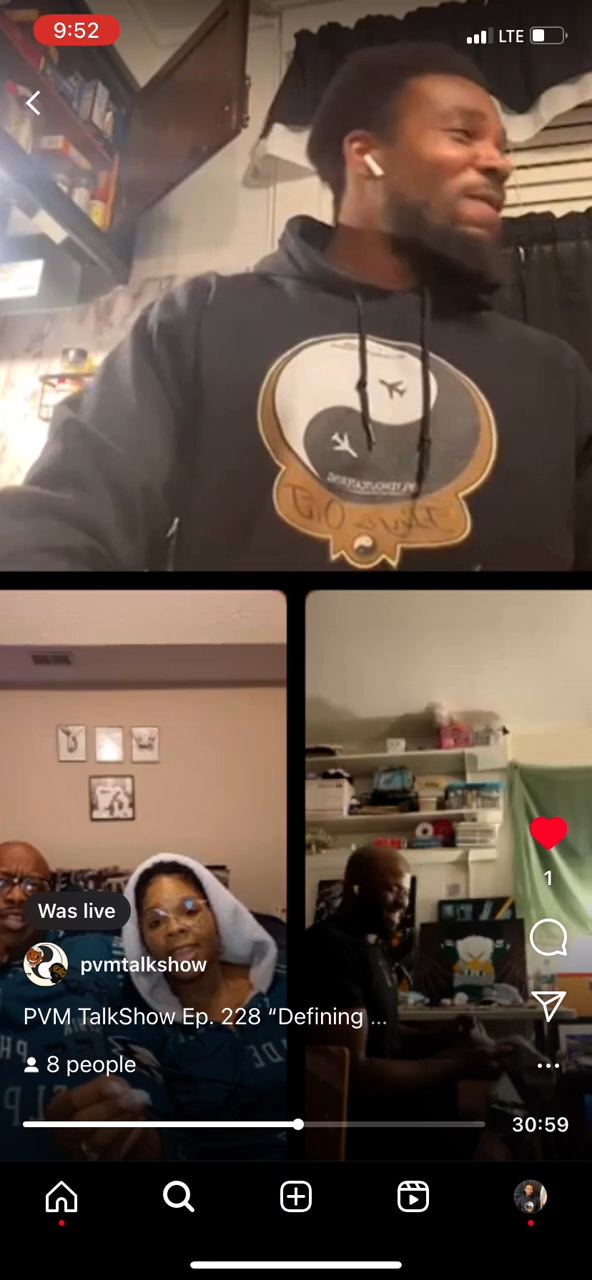 9:52
LTE
Was live
pvmtalkshow
PVM TalkShow Ep. 228 “Defining ...
8 people
1
30:59